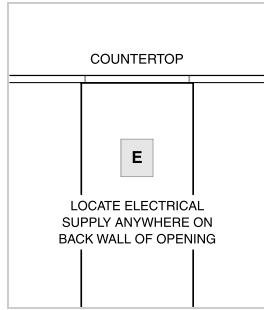 COUNTERTOP
E
LOCATE ELECTRICAL
SUPPLY ANYWHERE ON
BACK WALL OF OPENING